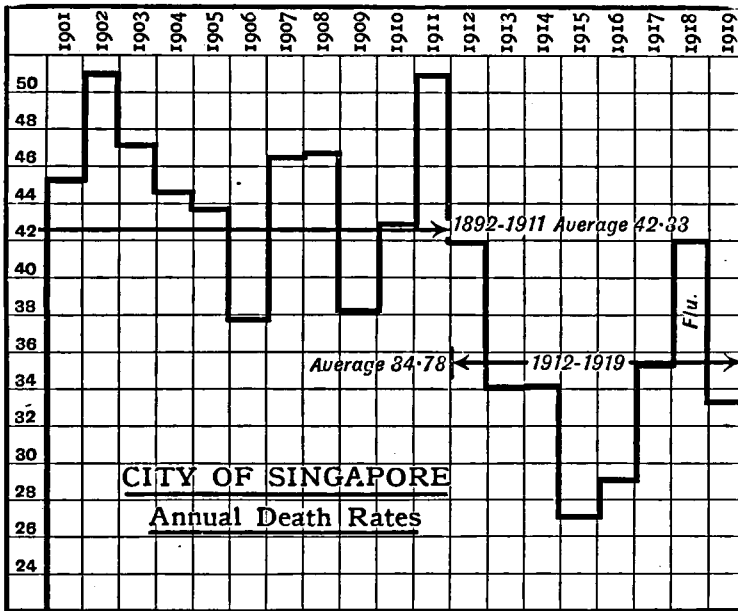 1901 1902 1903 1904 1905 1906 1907 1908 1909 1910 1911 1912 1913 1914 1915 1916 1917 1918 1919
50
48
46
44
42
1892-1911 Average 42·33
40
38
Flu.
36
Average 34·78
1912-1919
34
32
30
28
26
24
CITY OF SINGAPORE
Annual Death Rates